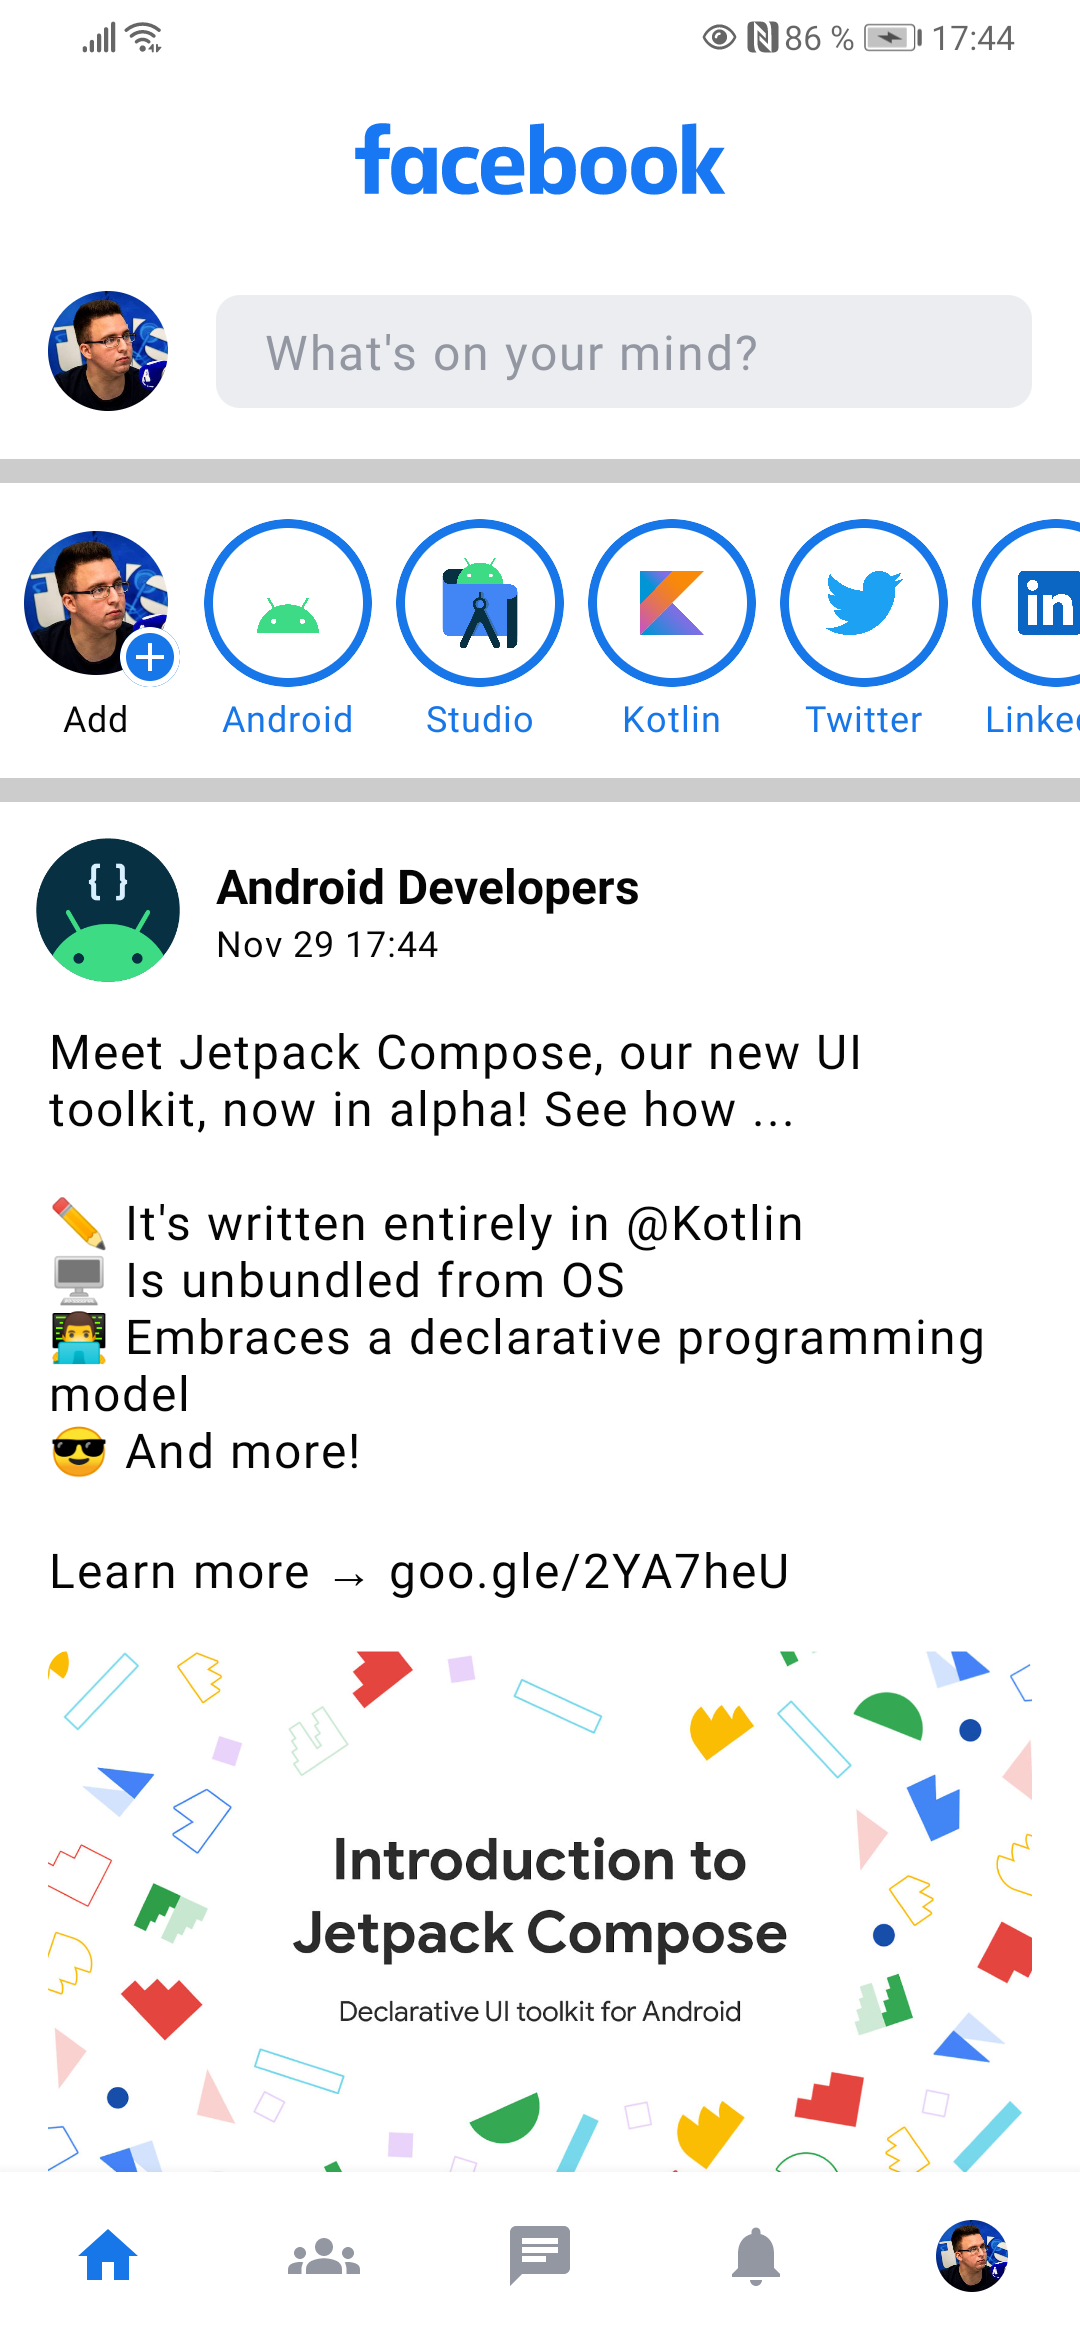 86 % 17:44
facebook
What's on your mind?
Add Android Studio Kotlin Twitter
Android Developers
Nov 29 17:44
Meet Jetpack Compose, our new UI
toolkit, now in alpha! See how ...
✏️ It's written entirely in @Kotlin
🖥️ Is unbundled from OS
👨‍💻 Embraces a declarative programming
model
😎 And more!
Learn more → goo.gle/2YA7heU
Introduction to
Jetpack Compose
Declarative UI toolkit for Android